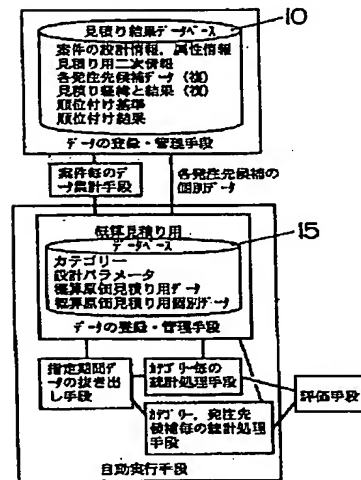 10
見積り結果データベース
案件の設計情報、属性情報
見積り用二次情報
各発注先候補データ(複)
見積り経緯と結果(複)
順位付け基準
順位付け結果
データの登録・管理手段
案件毎のデ
ータ集計手段
各発注先候補の
個別データ
概算見積り用
データベース
15
カテゴリー
設計パラメータ
概算原価見積り用データ
概算原価見積り用個別データ
データの登録・管理手段
指定期間デ
ータの抜き出
し手段
カテゴリー毎の
統計処理手段
カテゴリー、発注先
候補毎の統計処理
手段
評価手段
自動実行手段